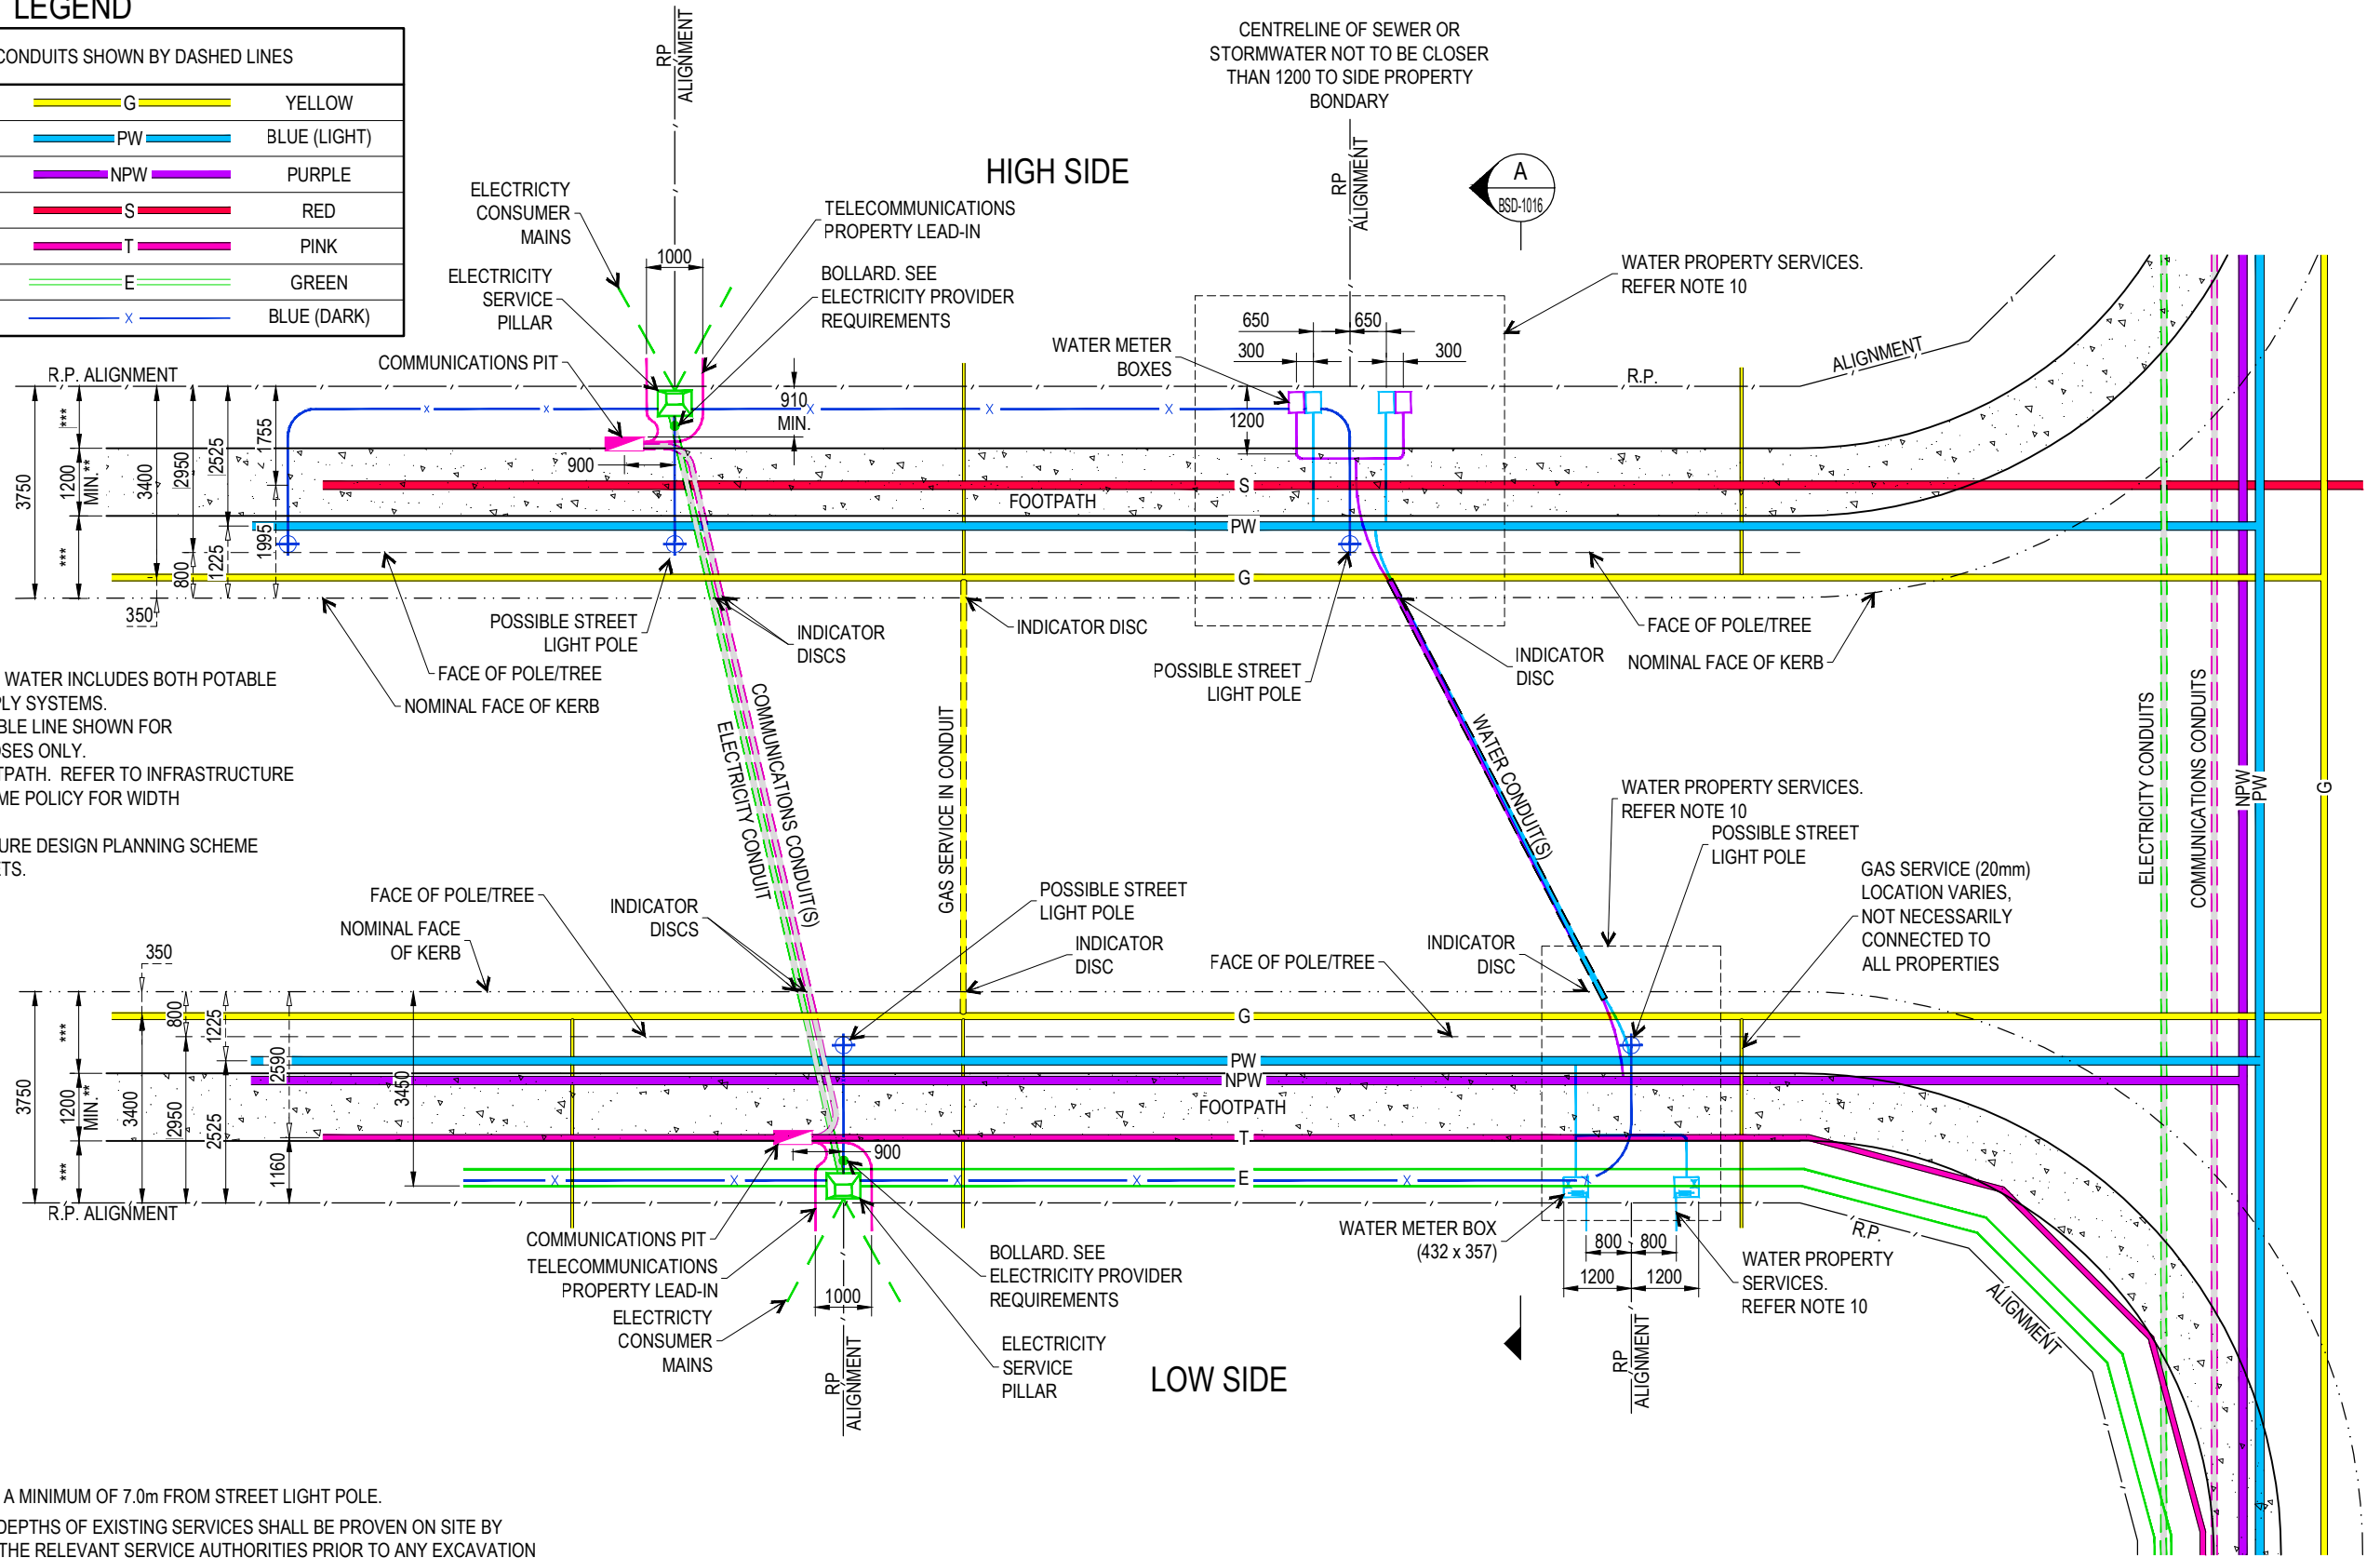 LEGEND
CONDUITS SHOWN BY DASHED LINES
G YELLOW
PW BLUE (LIGHT)
NPW PURPLE
S RED
T PINK
E GREEN
X BLUE (DARK)
RP
ALIGNMENT
CENTRELINE OF SEWER OR
STORMWATER NOT TO BE CLOSER
THAN 1200 TO SIDE PROPERTY
BONDARY
RP
ALIGNMENT
HIGH SIDE
A
BSD-1016
ELECTRICTY
CONSUMER
MAINS
TELECOMMUNICATIONS
PROPERTY LEAD-IN
1000
ELECTRICITY
SERVICE
PILLAR
BOLLARD. SEE
ELECTRICITY PROVIDER
REQUIREMENTS
WATER PROPERTY SERVICES.
REFER NOTE 10
COMMUNICATIONS PIT
WATER METER
BOXES
650
650
300
300
R.P. ALIGNMENT
R.P.
ALIGNMENT
X
X
X
X
X
910
MIN.
1200
900
3750
****
1200
MIN.**
****
3400
350
2950
800
2525
1225
1755
1995
S
FOOTPATH
PW
G
POSSIBLE STREET
LIGHT POLE
INDICATOR
DISCS
INDICATOR DISC
POSSIBLE STREET
LIGHT POLE
INDICATOR
DISC
FACE OF POLE/TREE
NOMINAL FACE OF KERB
FACE OF POLE/TREE
NOMINAL FACE OF KERB
WATER INCLUDES BOTH POTABLE
PLY SYSTEMS.
BLE LINE SHOWN FOR
OSES ONLY.
TPATH. REFER TO INFRASTRUCTURE
ME POLICY FOR WIDTH
URE DESIGN PLANNING SCHEME
ETS.
COMMUNICATIONS CONDUIT(S)
ELECTRICITY CONDUIT
GAS SERVICE IN CONDUIT
WATER CONDUIT(S)
ELECTRICITY CONDUITS
COMMUNICATIONS CONDUITS
NPW
PW
G
WATER PROPERTY SERVICES.
REFER NOTE 10
POSSIBLE STREET
LIGHT POLE
GAS SERVICE (20mm)
LOCATION VARIES,
NOT NECESSARILY
CONNECTED TO
ALL PROPERTIES
FACE OF POLE/TREE
NOMINAL FACE
OF KERB
INDICATOR
DISCS
POSSIBLE STREET
LIGHT POLE
INDICATOR
DISC
FACE OF POLE/TREE
INDICATOR
DISC
350
3750
****
1200
MIN.**
****
3400
800
2950
1225
2525
2590
1160
3450
G
PW
NPW
FOOTPATH
T
900
E
X
X
X
X
X
R.P. ALIGNMENT
COMMUNICATIONS PIT
TELECOMMUNICATIONS
PROPERTY LEAD-IN
ELECTRICTY
CONSUMER
MAINS
1000
BOLLARD. SEE
ELECTRICITY PROVIDER
REQUIREMENTS
ELECTRICITY
SERVICE
PILLAR
RP
ALIGNMENT
WATER METER BOX
(432 x 357)
800
800
1200
1200
WATER PROPERTY
SERVICES.
REFER NOTE 10
R.P.
ALIGNMENT
RP
ALIGNMENT
LOW SIDE
A MINIMUM OF 7.0m FROM STREET LIGHT POLE.
DEPTHS OF EXISTING SERVICES SHALL BE PROVEN ON SITE BY
THE RELEVANT SERVICE AUTHORITIES PRIOR TO ANY EXCAVATION